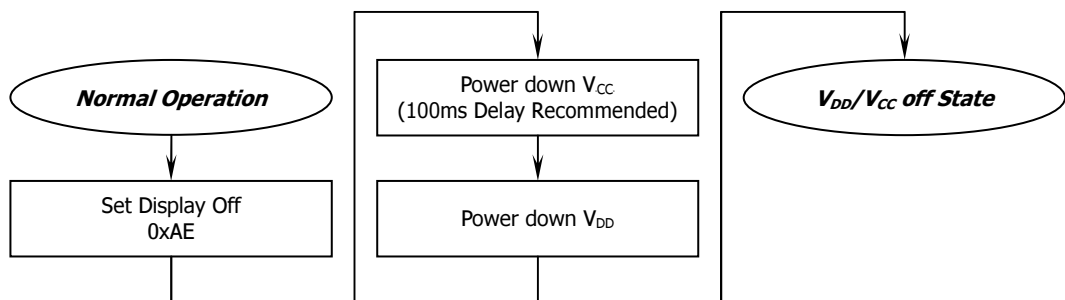 Normal Operation
Set Display Off
0xAE
Power down VCC
(100ms Delay Recommended)
Power down VDD
VDD/VCC off State